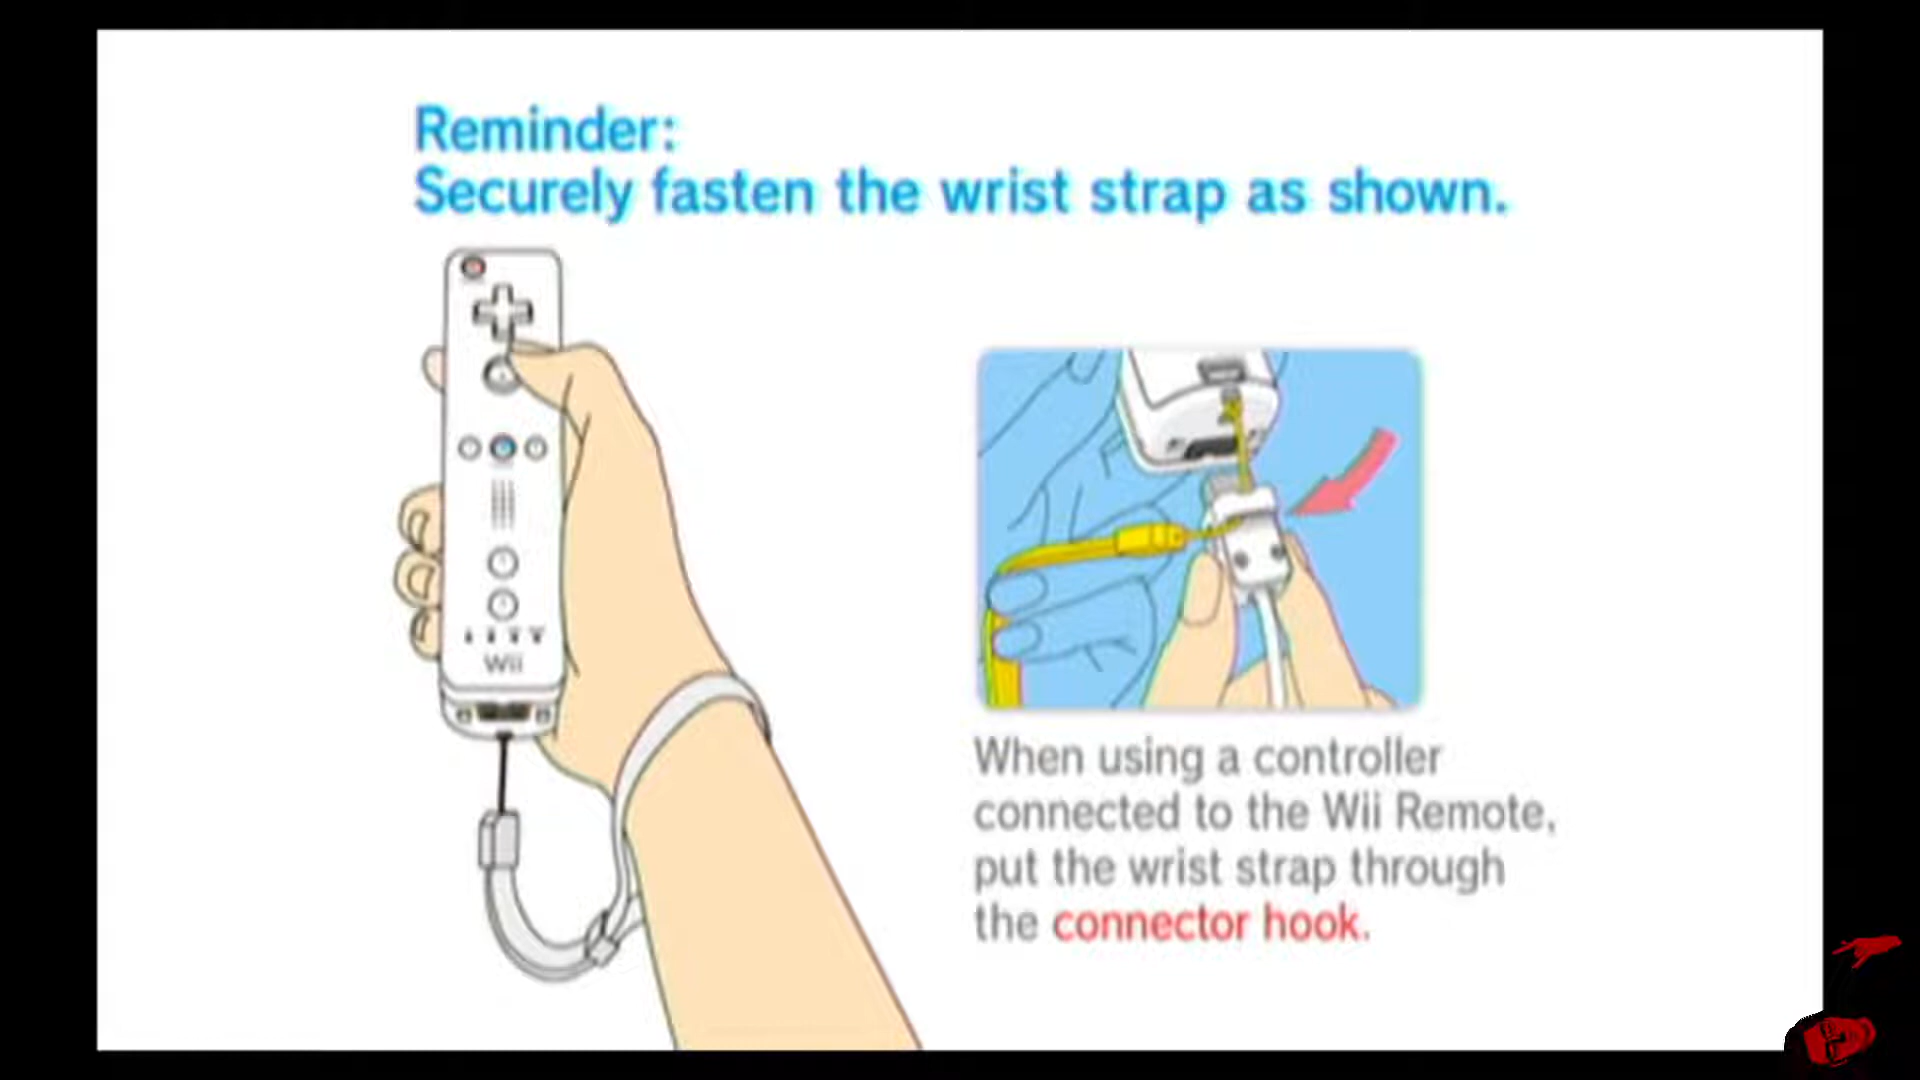 Reminder:
Securely fasten the wrist strap as shown.
Wii
When using a controller
connected to the Wii Remote,
put the wrist strap through
the connector hook.